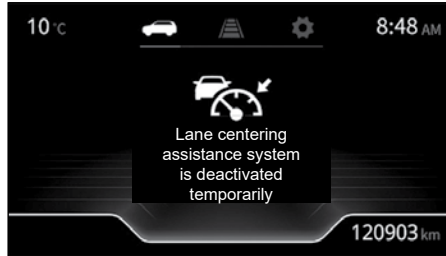 10 °C
8:48 AM
Lane centering
assistance system
is deactivated
temporarily
120903 km